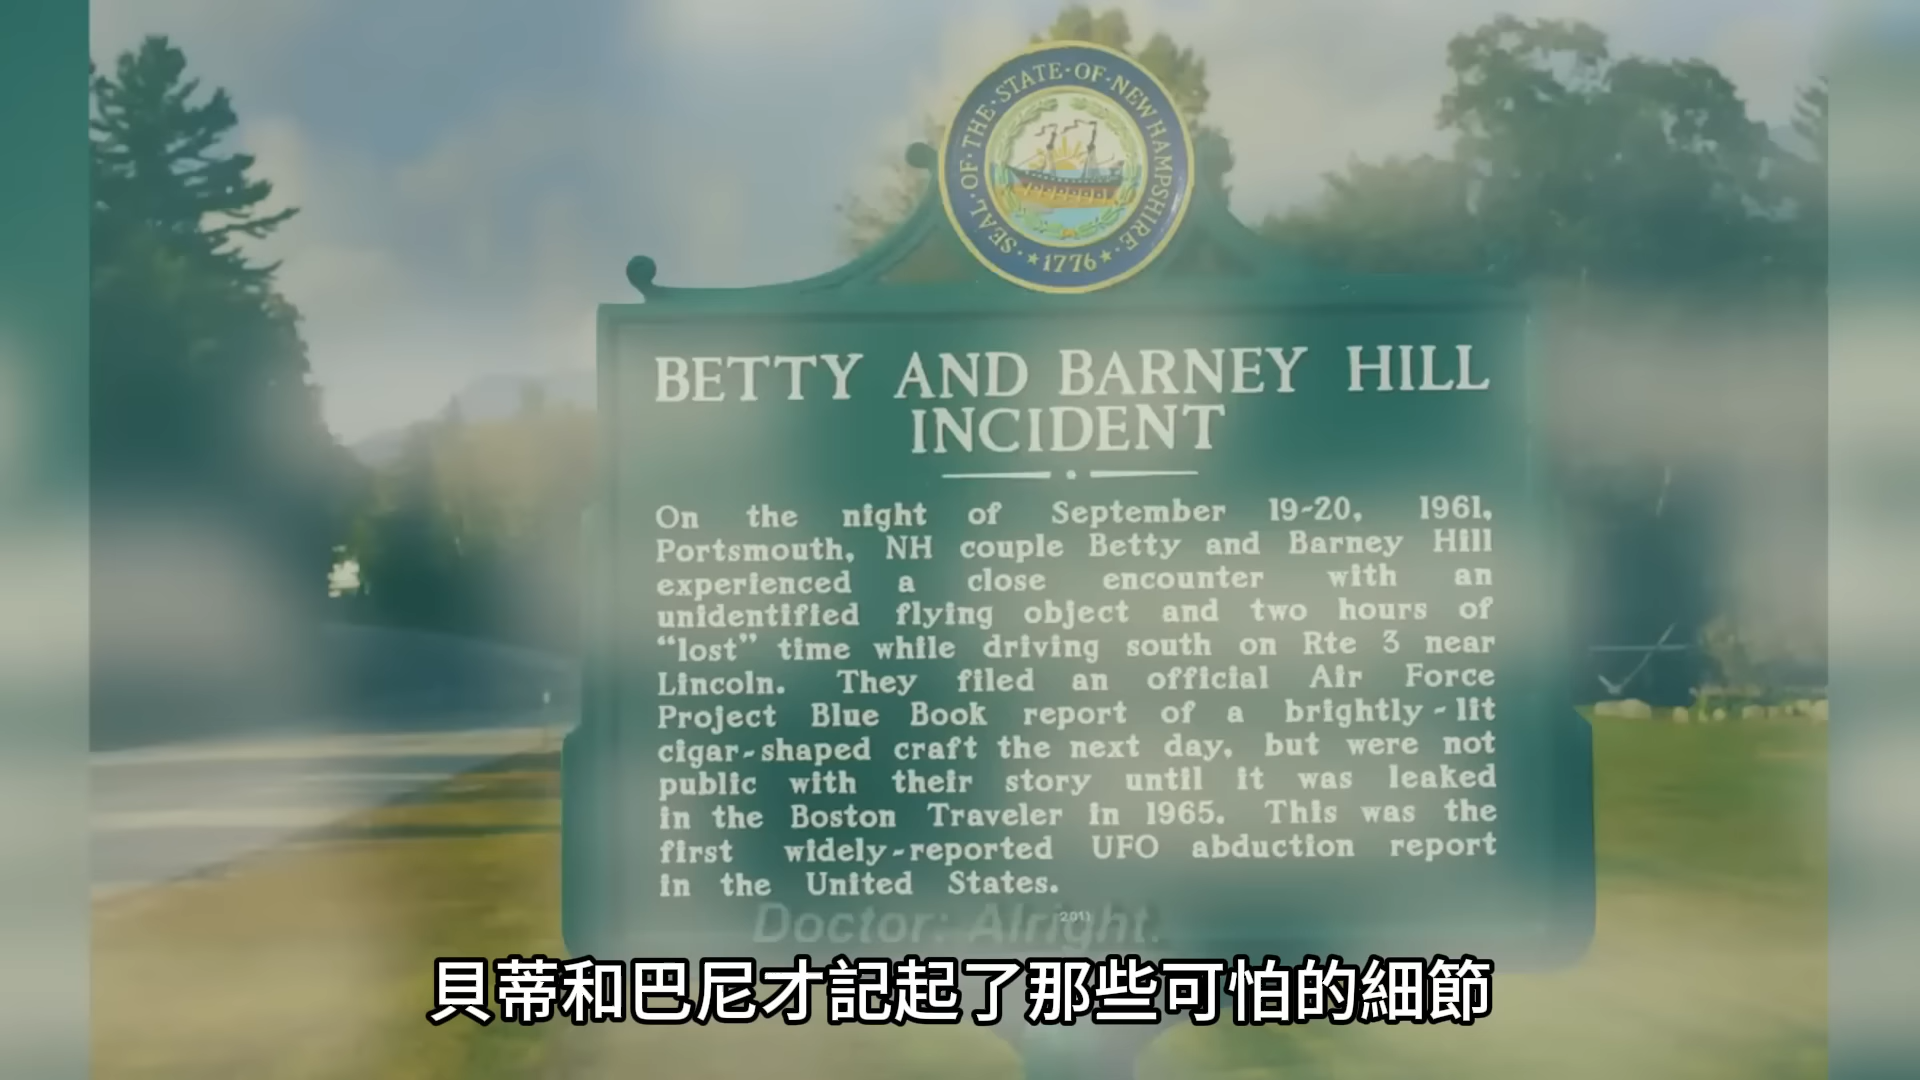 SEAL·OF·THE·STATE·OF·NEW HAMPSHIRE·
★1776★
BETTY AND BARNEY HILL
INCIDENT
On the night of September 19-20, 1961,
Portsmouth, NH couple Betty and Barney Hill
experienced a close encounter with an
unidentified flying object and two hours of
“lost” time while driving south on Rte 3 near
Lincoln. They filed an official Air Force
Project Blue Book report of a brightly-lit
cigar-shaped craft the next day, but were not
public with their story until it was leaked
in the Boston Traveler in 1965. This was the
first widely-reported UFO abduction report
in the United States.
2011
Doctor: Alright.
貝蒂和巴尼才記起了那些可怕的細節